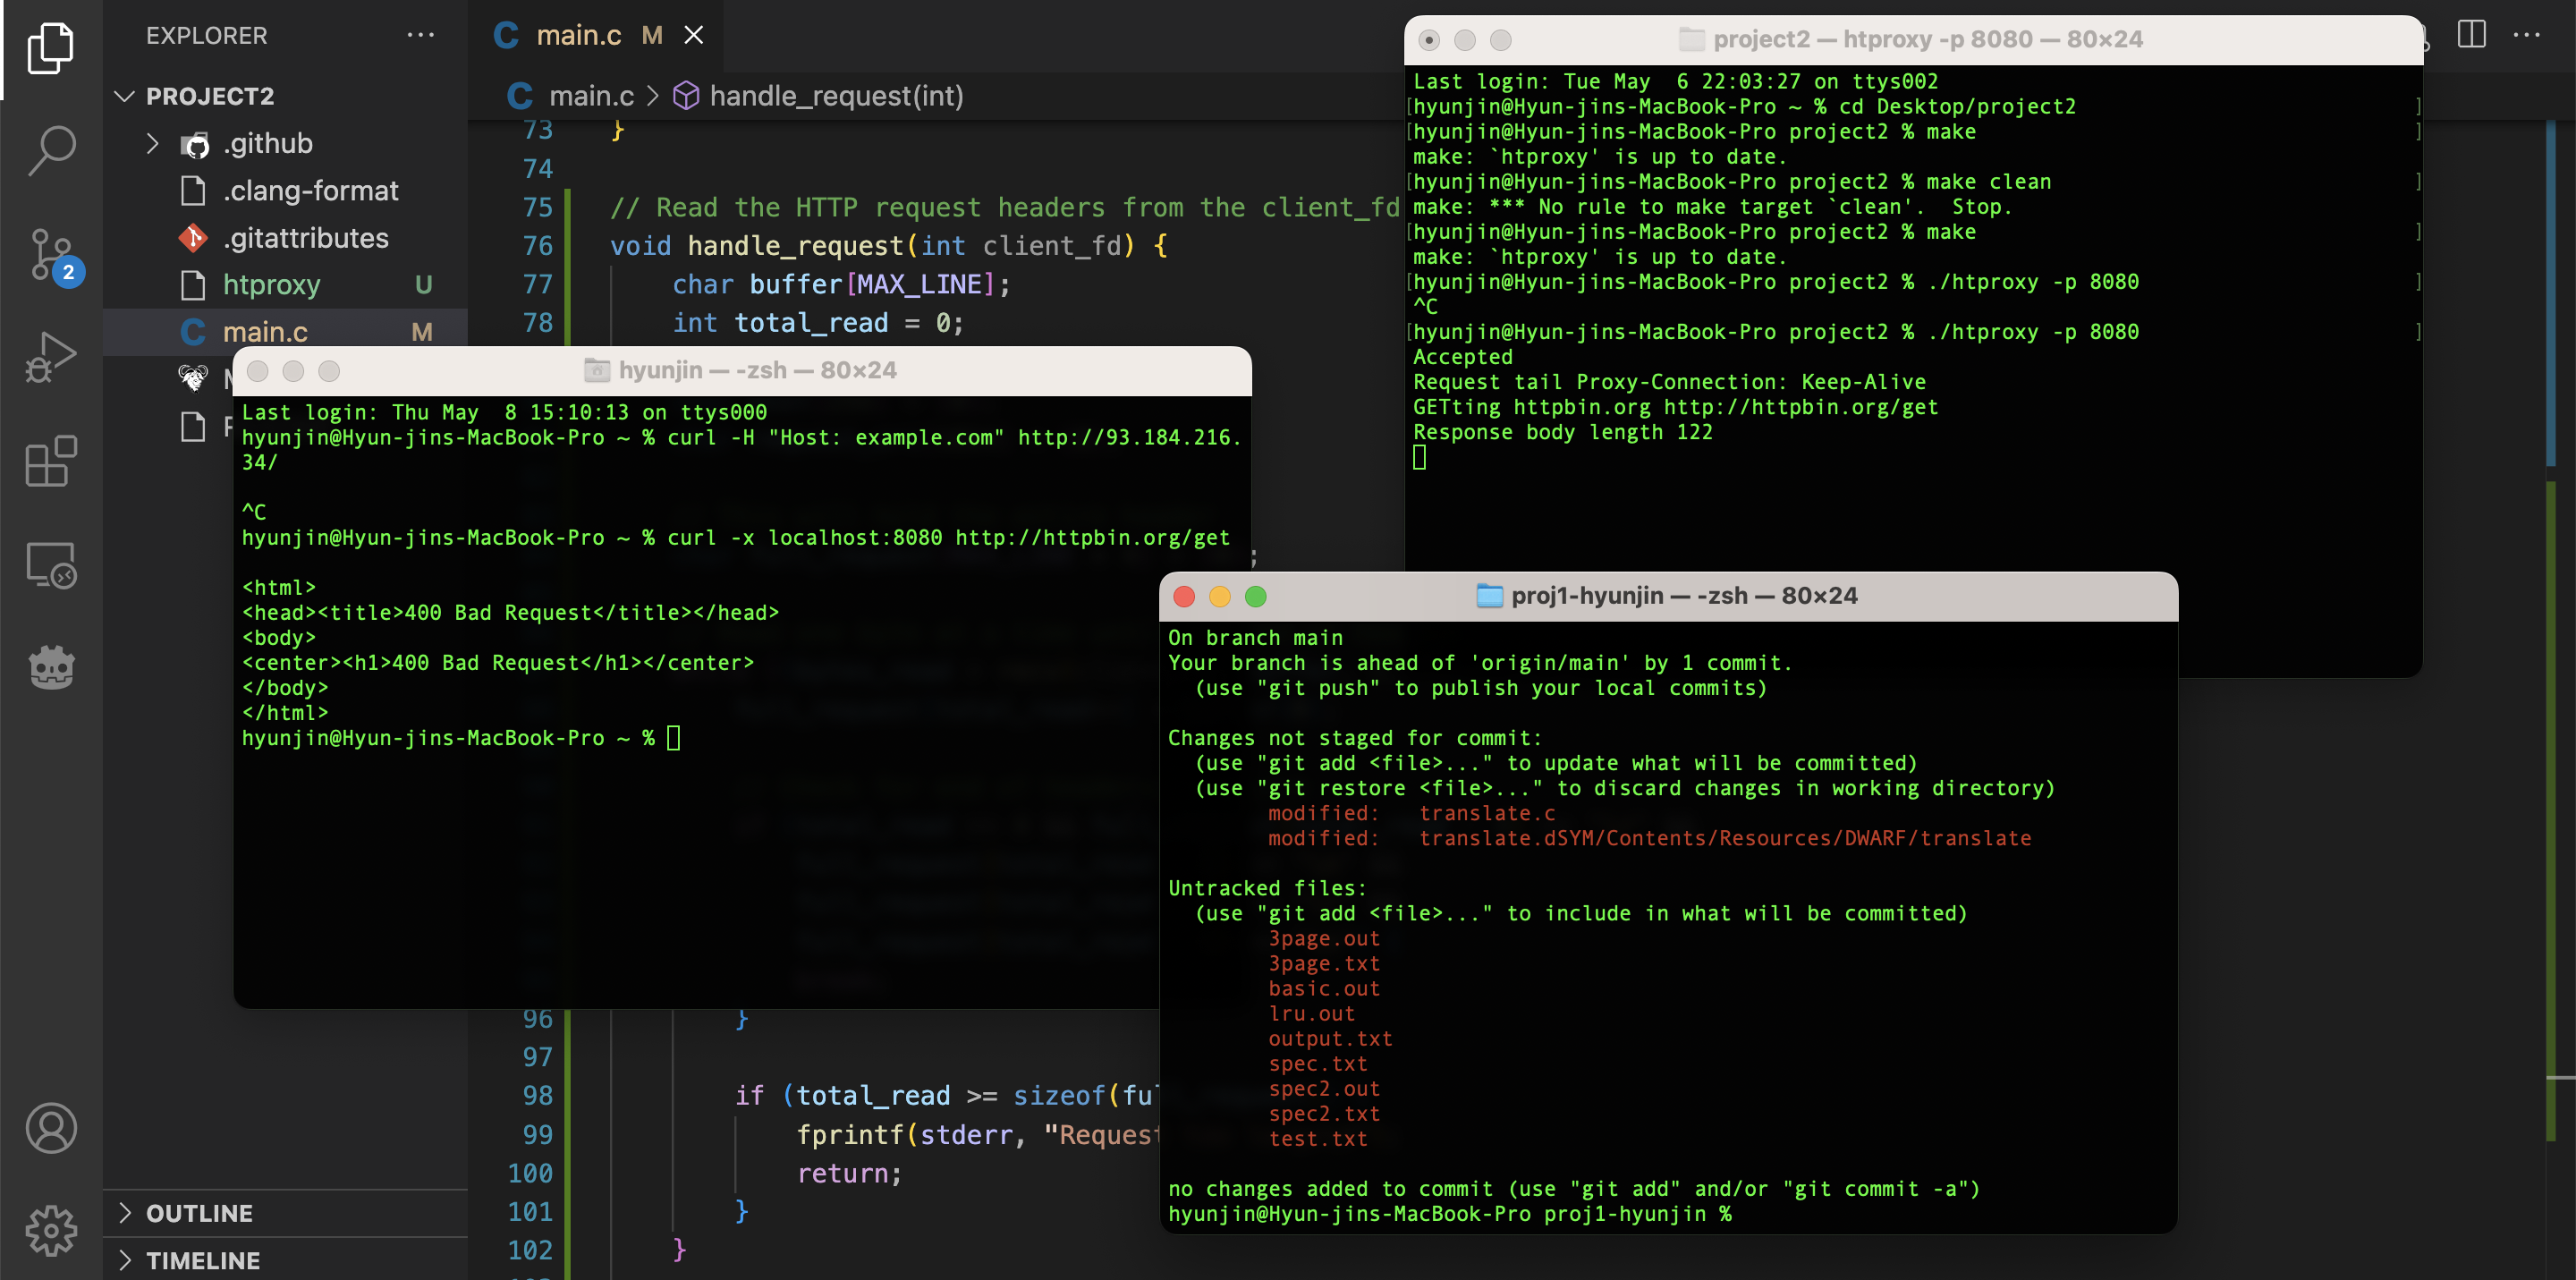 EXPLORER
PROJECT2
.github
.clang-format
.gitattributes
htproxy U
main.c M
2
OUTLINE
TIMELINE
main.c M
main.c > handle_request(int)
73 }
74
75 // Read the HTTP request headers from the client_fd
76 void handle_request(int client_fd) {
77 char buffer[MAX_LINE];
78 int total_read = 0;
;
96 }
97
98 if (total_read >= sizeof(ful
99 fprintf(stderr, "Request
100 return;
101 }
102 }
project2 — htproxy -p 8080 — 80×24
Last login: Tue May  6 22:03:27 on ttys002
[hyunjin@Hyun-jins-MacBook-Pro ~ % cd Desktop/project2 ]
[hyunjin@Hyun-jins-MacBook-Pro project2 % make ]
make: `htproxy' is up to date.
[hyunjin@Hyun-jins-MacBook-Pro project2 % make clean ]
make: *** No rule to make target `clean'.  Stop.
[hyunjin@Hyun-jins-MacBook-Pro project2 % make ]
make: `htproxy' is up to date.
[hyunjin@Hyun-jins-MacBook-Pro project2 % ./htproxy -p 8080 ]
^C
[hyunjin@Hyun-jins-MacBook-Pro project2 % ./htproxy -p 8080 ]
Accepted
Request tail Proxy-Connection: Keep-Alive
GETting httpbin.org http://httpbin.org/get
Response body length 122
hyunjin — -zsh — 80×24
Last login: Thu May  8 15:10:13 on ttys000
hyunjin@Hyun-jins-MacBook-Pro ~ % curl -H "Host: example.com" http://93.184.216.
34/
^C
hyunjin@Hyun-jins-MacBook-Pro ~ % curl -x localhost:8080 http://httpbin.org/get
<html>
<head><title>400 Bad Request</title></head>
<body>
<center><h1>400 Bad Request</h1></center>
</body>
</html>
hyunjin@Hyun-jins-MacBook-Pro ~ %
proj1-hyunjin — -zsh — 80×24
On branch main
Your branch is ahead of 'origin/main' by 1 commit.
(use "git push" to publish your local commits)
Changes not staged for commit:
(use "git add <file>..." to update what will be committed)
(use "git restore <file>..." to discard changes in working directory)
modified:   translate.c
modified:   translate.dSYM/Contents/Resources/DWARF/translate
Untracked files:
(use "git add <file>..." to include in what will be committed)
3page.out
3page.txt
basic.out
lru.out
output.txt
spec.txt
spec2.out
spec2.txt
test.txt
no changes added to commit (use "git add" and/or "git commit -a")
hyunjin@Hyun-jins-MacBook-Pro proj1-hyunjin %